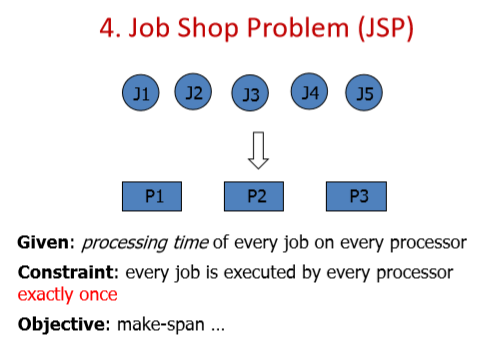 4. Job Shop Problem (JSP)
J1 J2 J3 J4 J5
P1 P2 P3
Given: processing time of every job on every processor
Constraint: every job is executed by every processor
exactly once
Objective: make-span ...